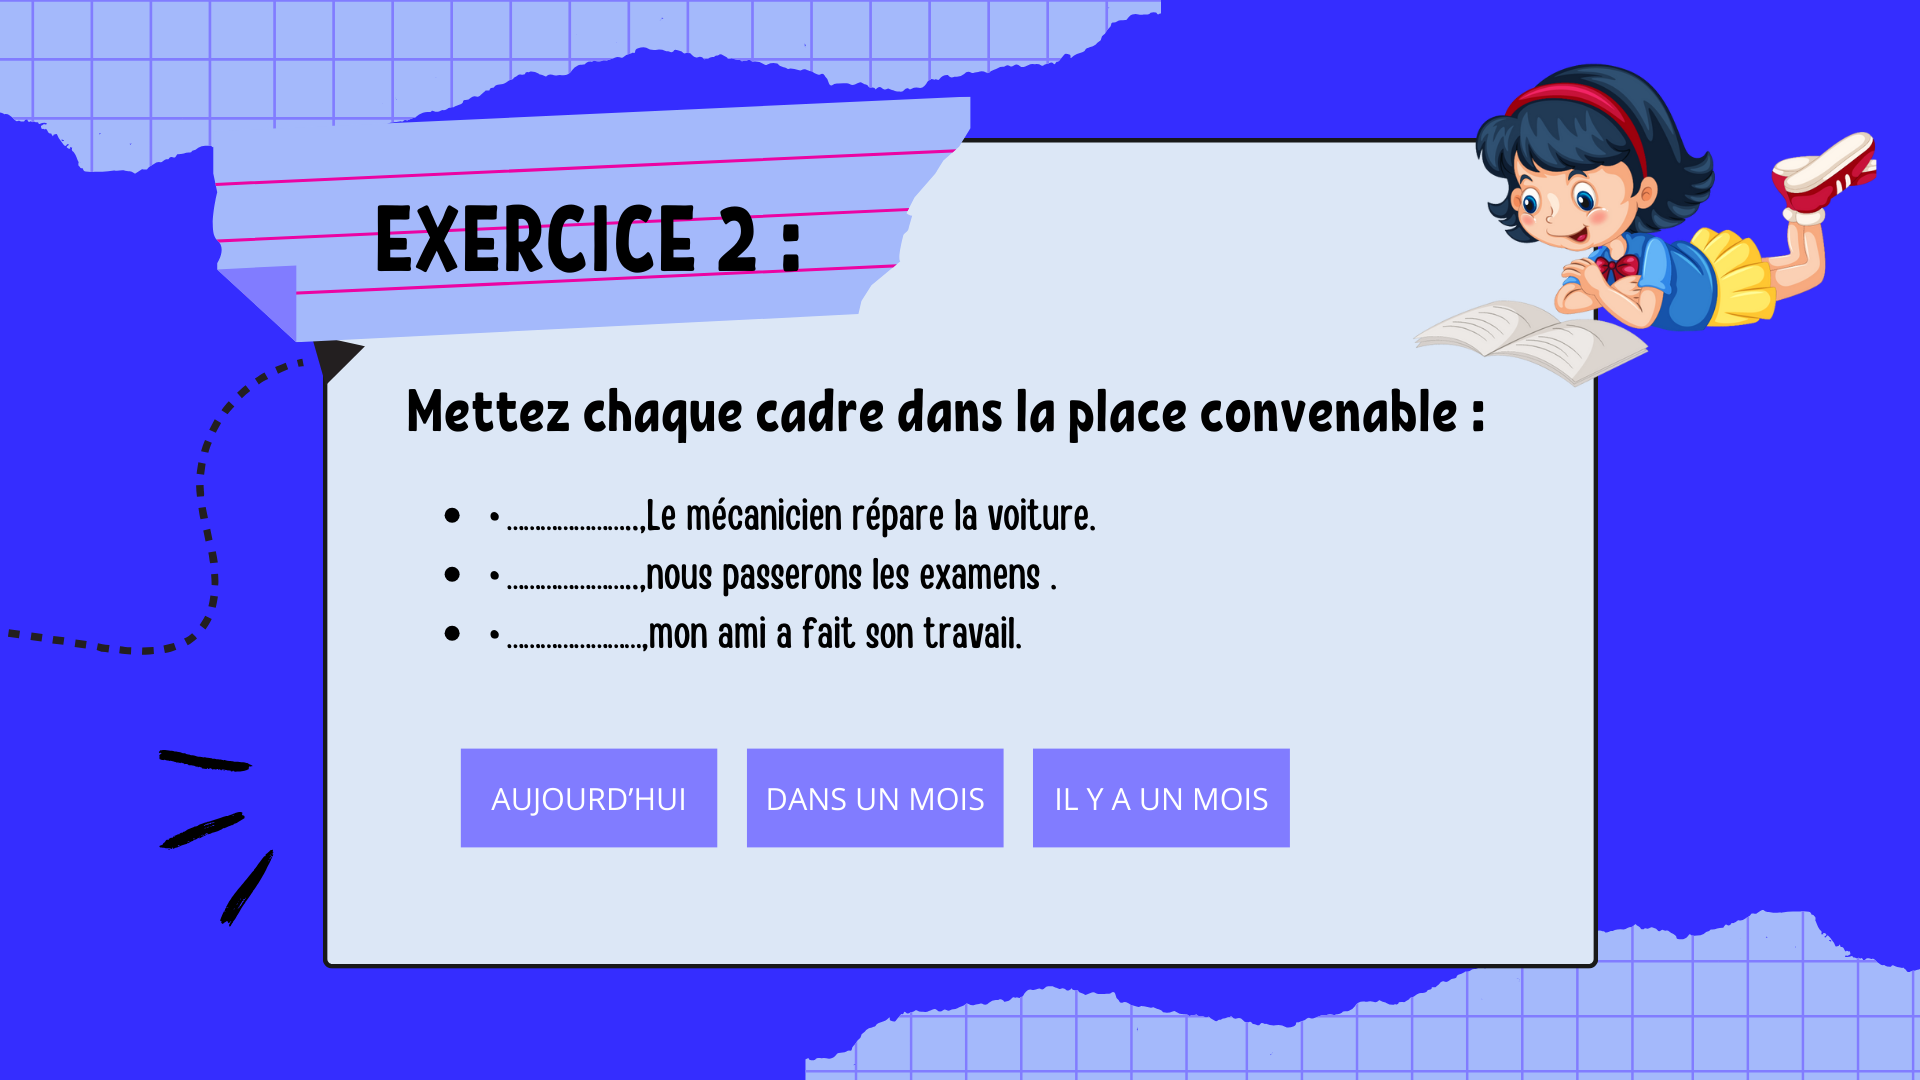 EXERCICE 2 :
Mettez chaque cadre dans la place convenable :
• • ......................,Le mécanicien répare la voiture.
• • ......................,nous passerons les examens .
• • ......................,mon ami a fait son travail.
AUJOURD’HUI
DANS UN MOIS
IL Y A UN MOIS